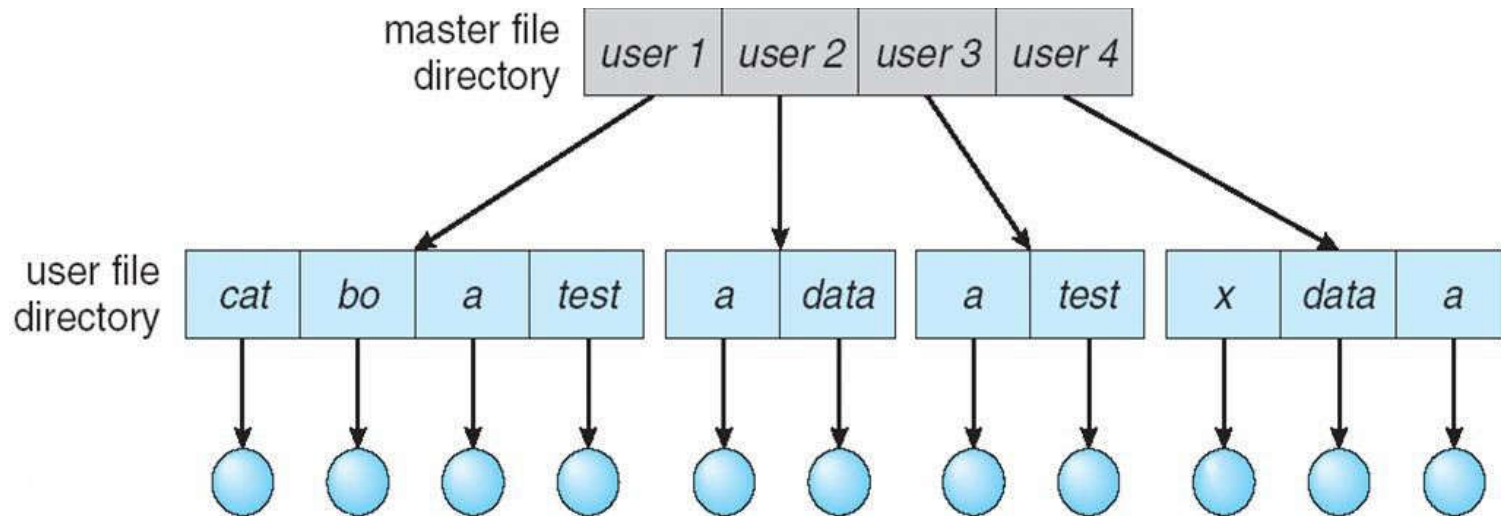 master file
directory
user 1 user 2 user 3 user 4
user file
directory
cat bo a test a data a test x data a